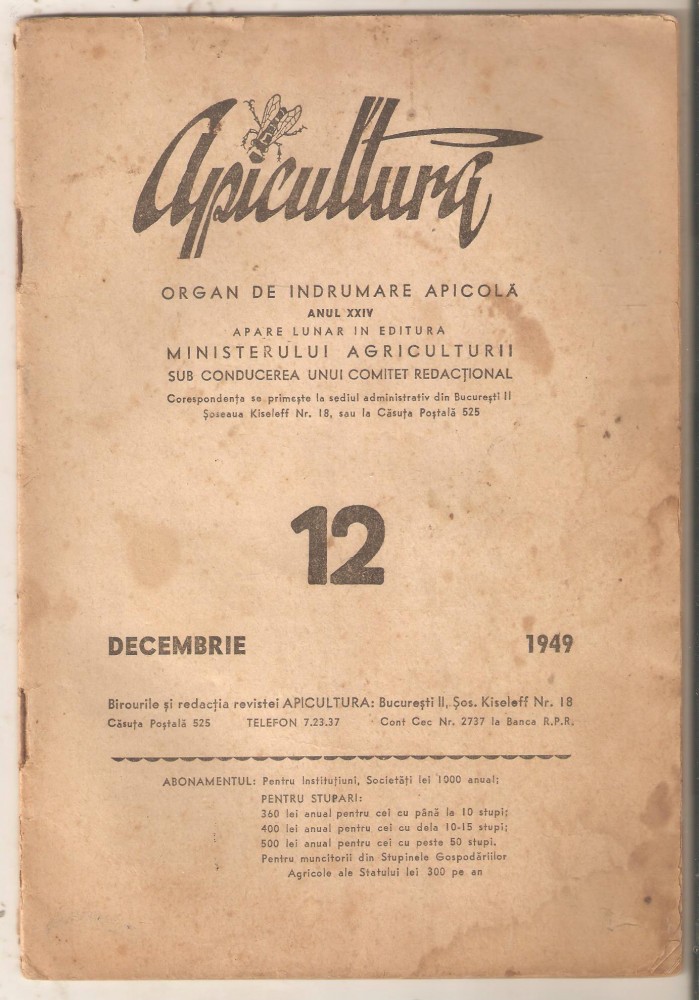 Apicultura
ORGAN DE INDRUMARE APICOLĂ
ANUL XXIV
APARE LUNAR IN EDITURA
MINISTERULUI AGRICULTURII
SUB CONDUCEREA UNUI COMITET REDACȚIONAL
Corespondența se primește la sediul administrativ din București II
Șoseaua Kiseleff Nr. 18, sau la Căsuța Poștală 525
12
DECEMBRIE 1949
Birourile și redacția revistei APICULTURA: București II, Șos. Kiseleff Nr. 18
Căsuța Poștală 525 TELEFON 7.23.37 Cont Cec Nr. 2737 la Banca R.P.R.
ABONAMENTUL: Pentru Instituțiuni, Societăți lei 1000 anual;
PENTRU STUPARI:
360 lei anual pentru cei cu până la 10 stupi;
400 lei anual pentru cei cu dela 10-15 stupi;
500 lei anual pentru cei cu peste 50 stupi.
Pentru muncitorii din Stupinele Gospodăriilor
Agricole ale Statului lei 300 pe an